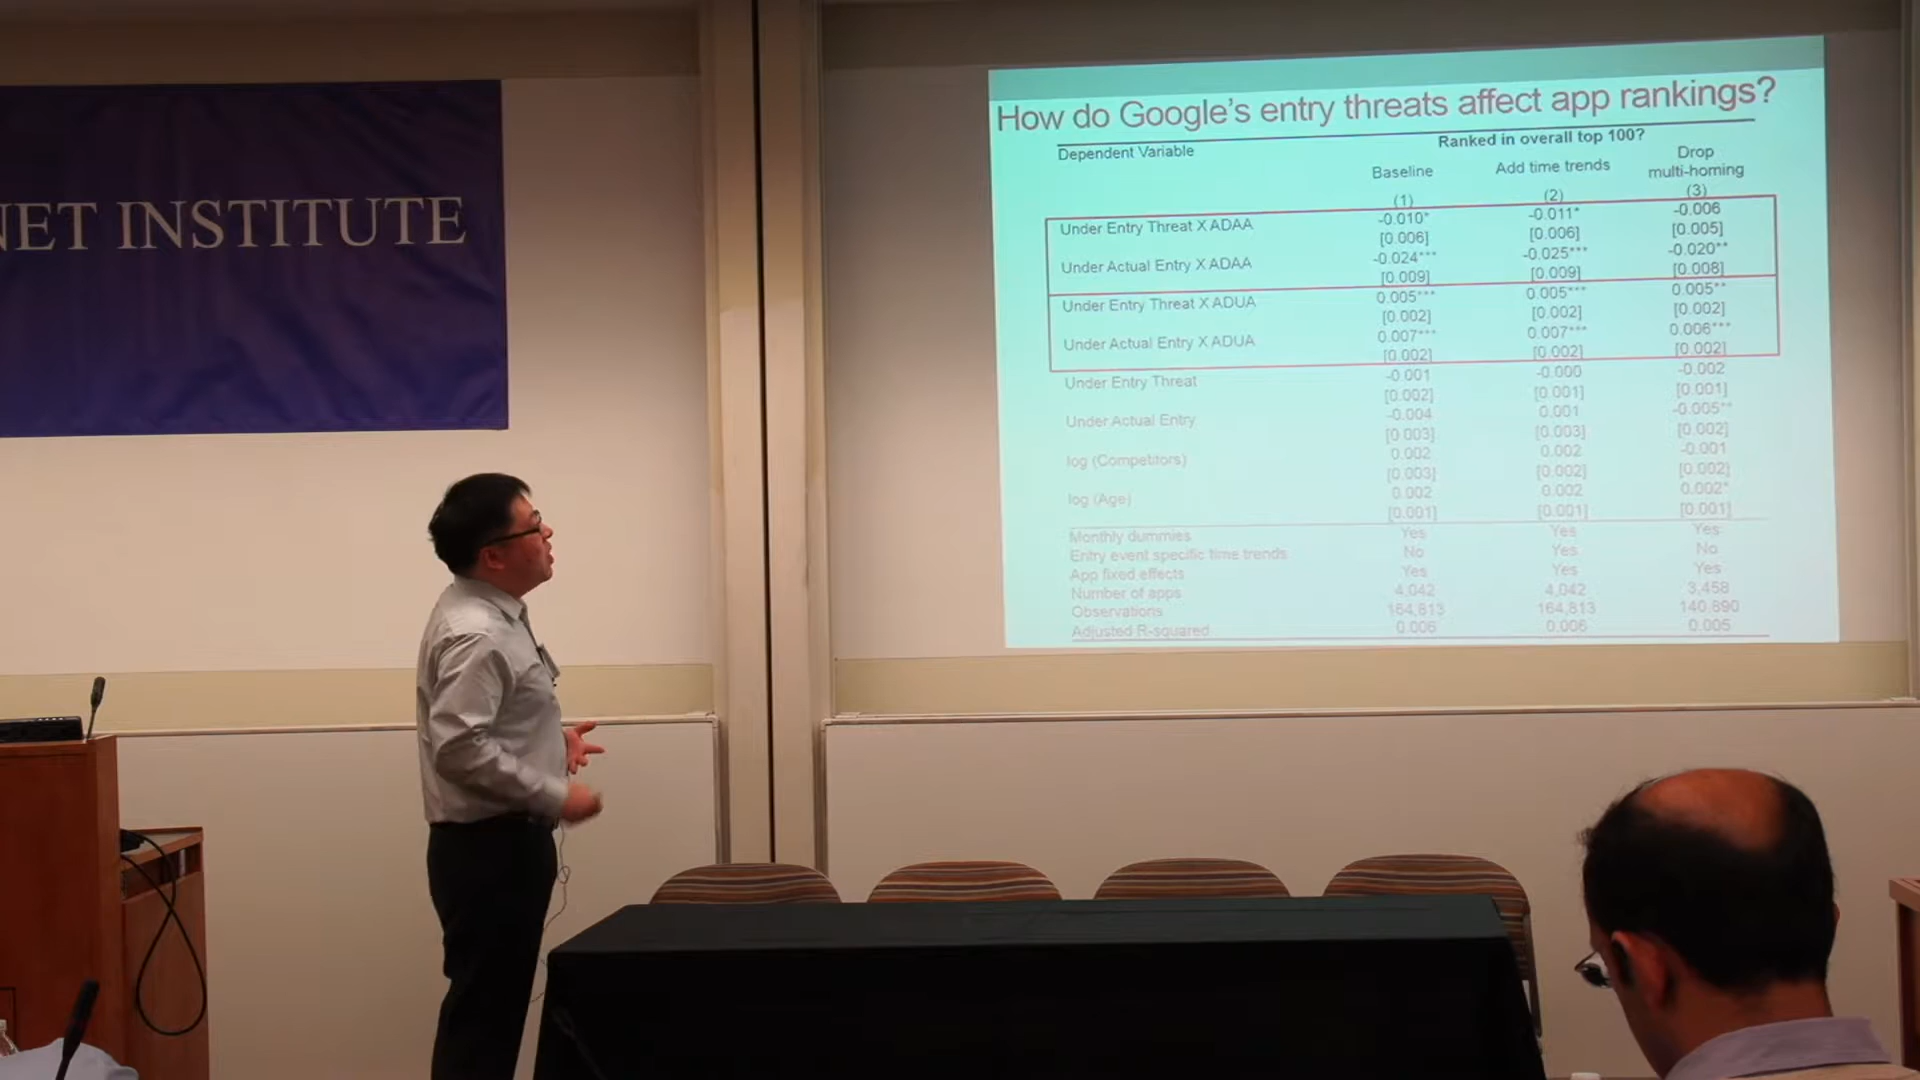 NET INSTITUTE
How do Google's entry threats affect app rankings?
Dependent Variable Ranked in overall top 100?
Baseline Add time trends Drop multi-homing
(1) (2) (3)
Under Entry Threat X ADAA -0.010* -0.011* -0.006
[0.006] [0.006] [0.005]
Under Actual Entry X ADAA -0.024*** -0.025*** -0.020**
[0.009] [0.009] [0.008]
Under Entry Threat X ADUA 0.005*** 0.005*** 0.005**
[0.002] [0.002] [0.002]
Under Actual Entry X ADUA 0.007*** 0.007*** 0.006***
[0.002] [0.002] [0.002]
Under Entry Threat -0.001 -0.000 -0.002
[0.002] [0.001] [0.001]
Under Actual Entry -0.004 0.001 -0.005**
[0.003] [0.003] [0.002]
log (Competitors) 0.002 0.002 -0.001
[0.003] [0.002] [0.002]
log (Age) 0.002 0.002 0.002*
[0.001] [0.001] [0.001]
Monthly dummies Yes Yes Yes
Entry event specific time trends No Yes No
App fixed effects Yes Yes Yes
Number of apps 4,042 4,042 3,458
Observations 164,813 164,813 140,890
Adjusted R-squared 0.006 0.006 0.005